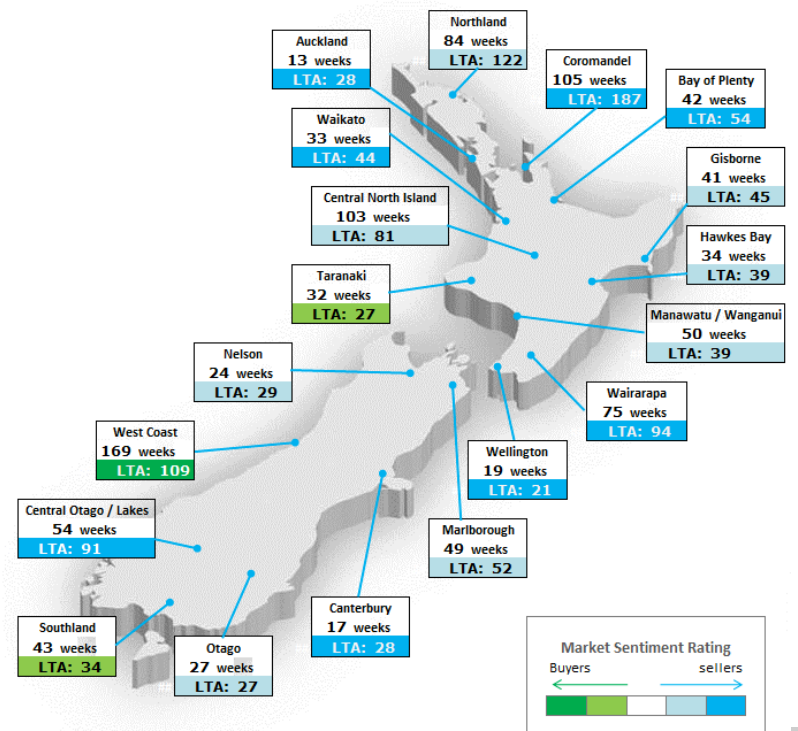 Northland
84 weeks
LTA: 122
Auckland
13 weeks
LTA: 28
Coromandel
105 weeks
LTA: 187
Bay of Plenty
42 weeks
LTA: 54
Waikato
33 weeks
LTA: 44
Gisborne
41 weeks
LTA: 45
Central North Island
103 weeks
LTA: 81
Hawkes Bay
34 weeks
LTA: 39
Taranaki
32 weeks
LTA: 27
Manawatu / Wanganui
50 weeks
LTA: 39
Nelson
24 weeks
LTA: 29
Wairarapa
75 weeks
LTA: 94
West Coast
169 weeks
LTA: 109
Wellington
19 weeks
LTA: 21
Central Otago / Lakes
54 weeks
LTA: 91
Marlborough
49 weeks
LTA: 52
Canterbury
17 weeks
LTA: 28
Southland
43 weeks
LTA: 34
Otago
27 weeks
LTA: 27
Market Sentiment Rating
Buyers sellers